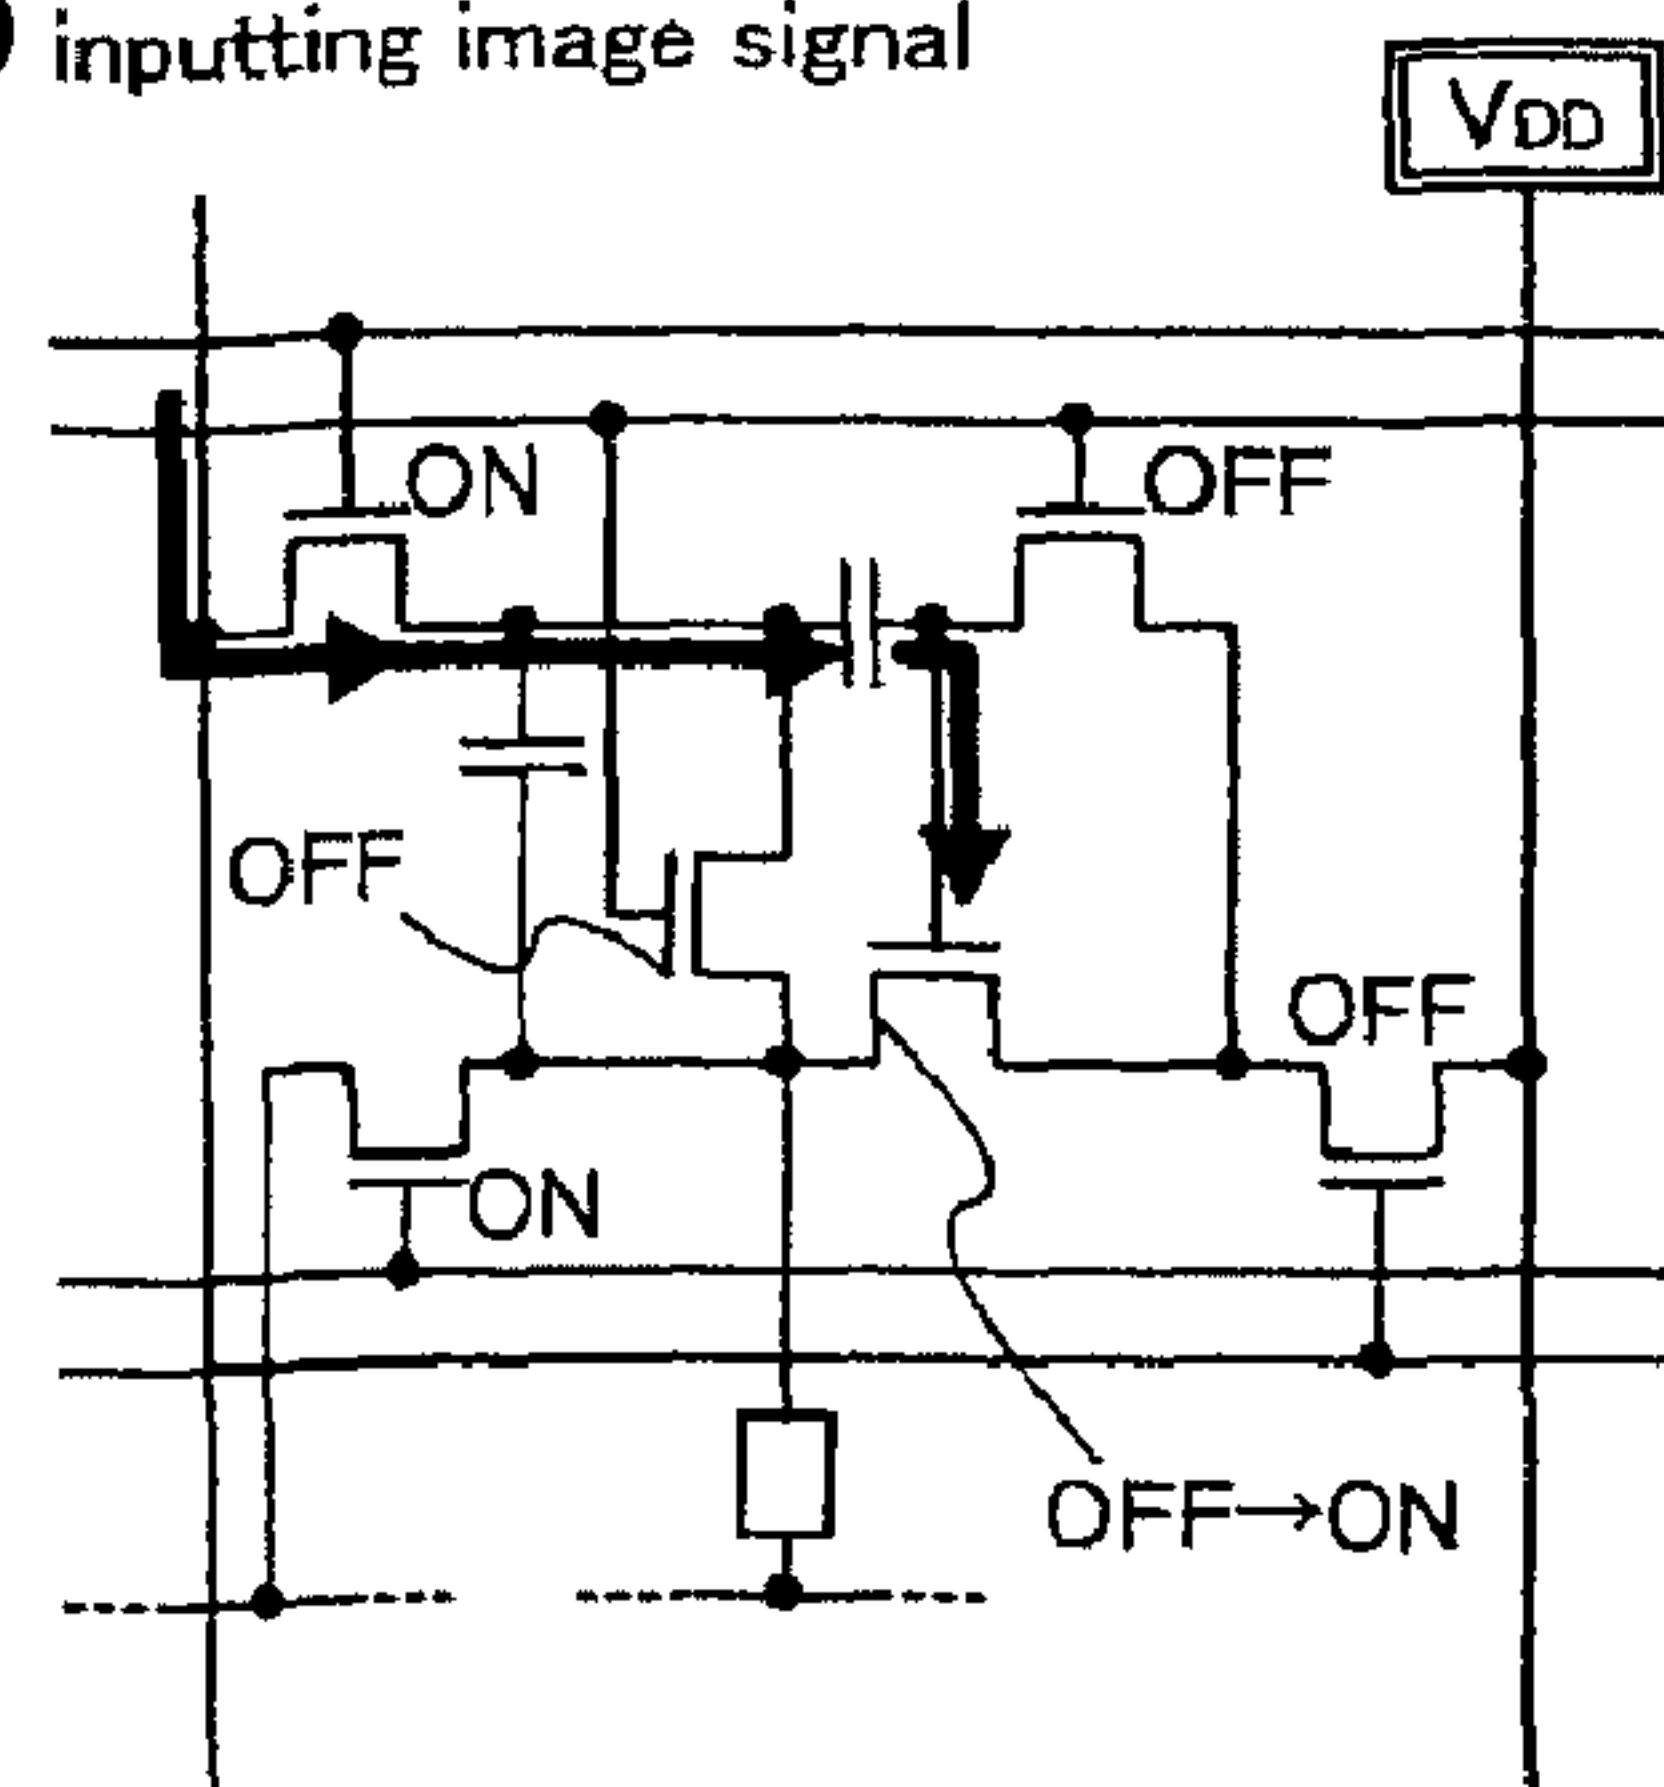 ) inputting image signal
VDD
ON
OFF
OFF
OFF
ON
OFF→ON